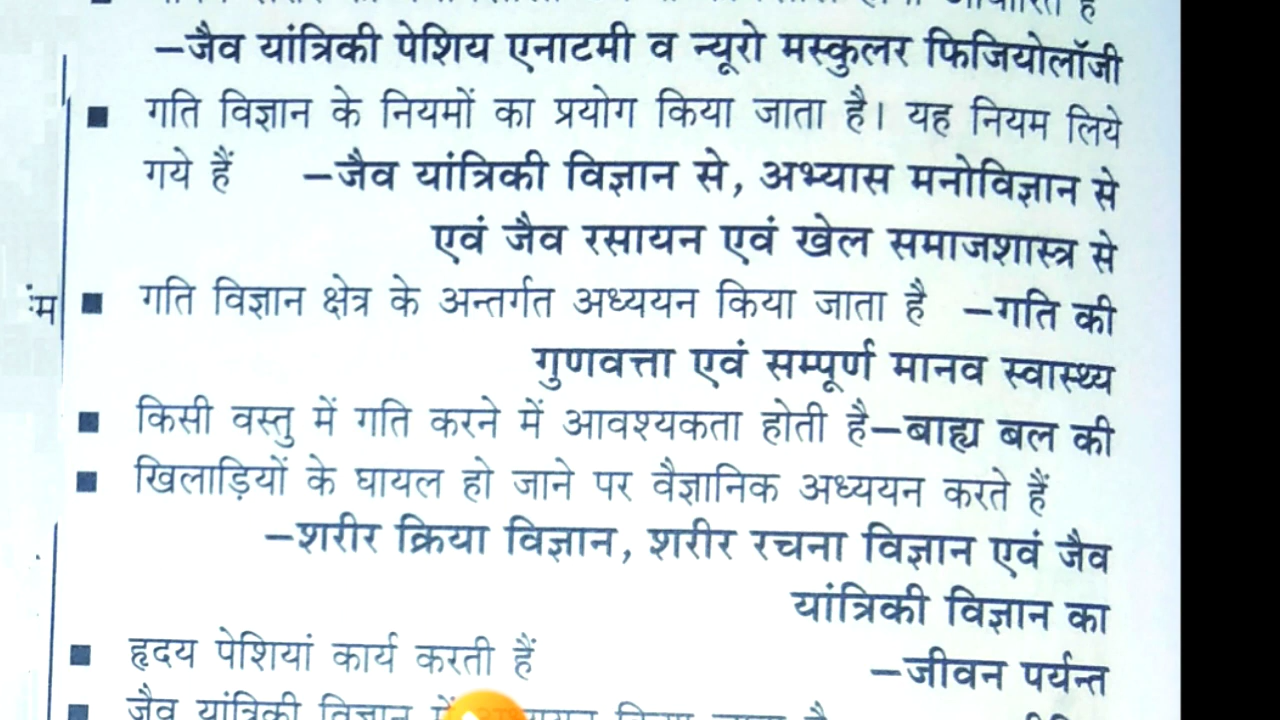 –जैव यांत्रिकी पेशिय एनाटमी व न्यूरो मस्कुलर फिजियोलॉजी
■ गति विज्ञान के नियमों का प्रयोग किया जाता है। यह नियम लिये
गये हैं –जैव यांत्रिकी विज्ञान से, अभ्यास मनोविज्ञान से
एवं जैव रसायन एवं खेल समाजशास्त्र से
■ गति विज्ञान क्षेत्र के अन्तर्गत अध्ययन किया जाता है –गति की
गुणवत्ता एवं सम्पूर्ण मानव स्वास्थ्य
■ किसी वस्तु में गति करने में आवश्यकता होती है–बाह्य बल की
■ खिलाड़ियों के घायल हो जाने पर वैज्ञानिक अध्ययन करते हैं
–शरीर क्रिया विज्ञान, शरीर रचना विज्ञान एवं जैव
यांत्रिकी विज्ञान का
■ हृदय पेशियां कार्य करती हैं –जीवन पर्यन्त
■ जैव यांत्रिकी विज्ञान में